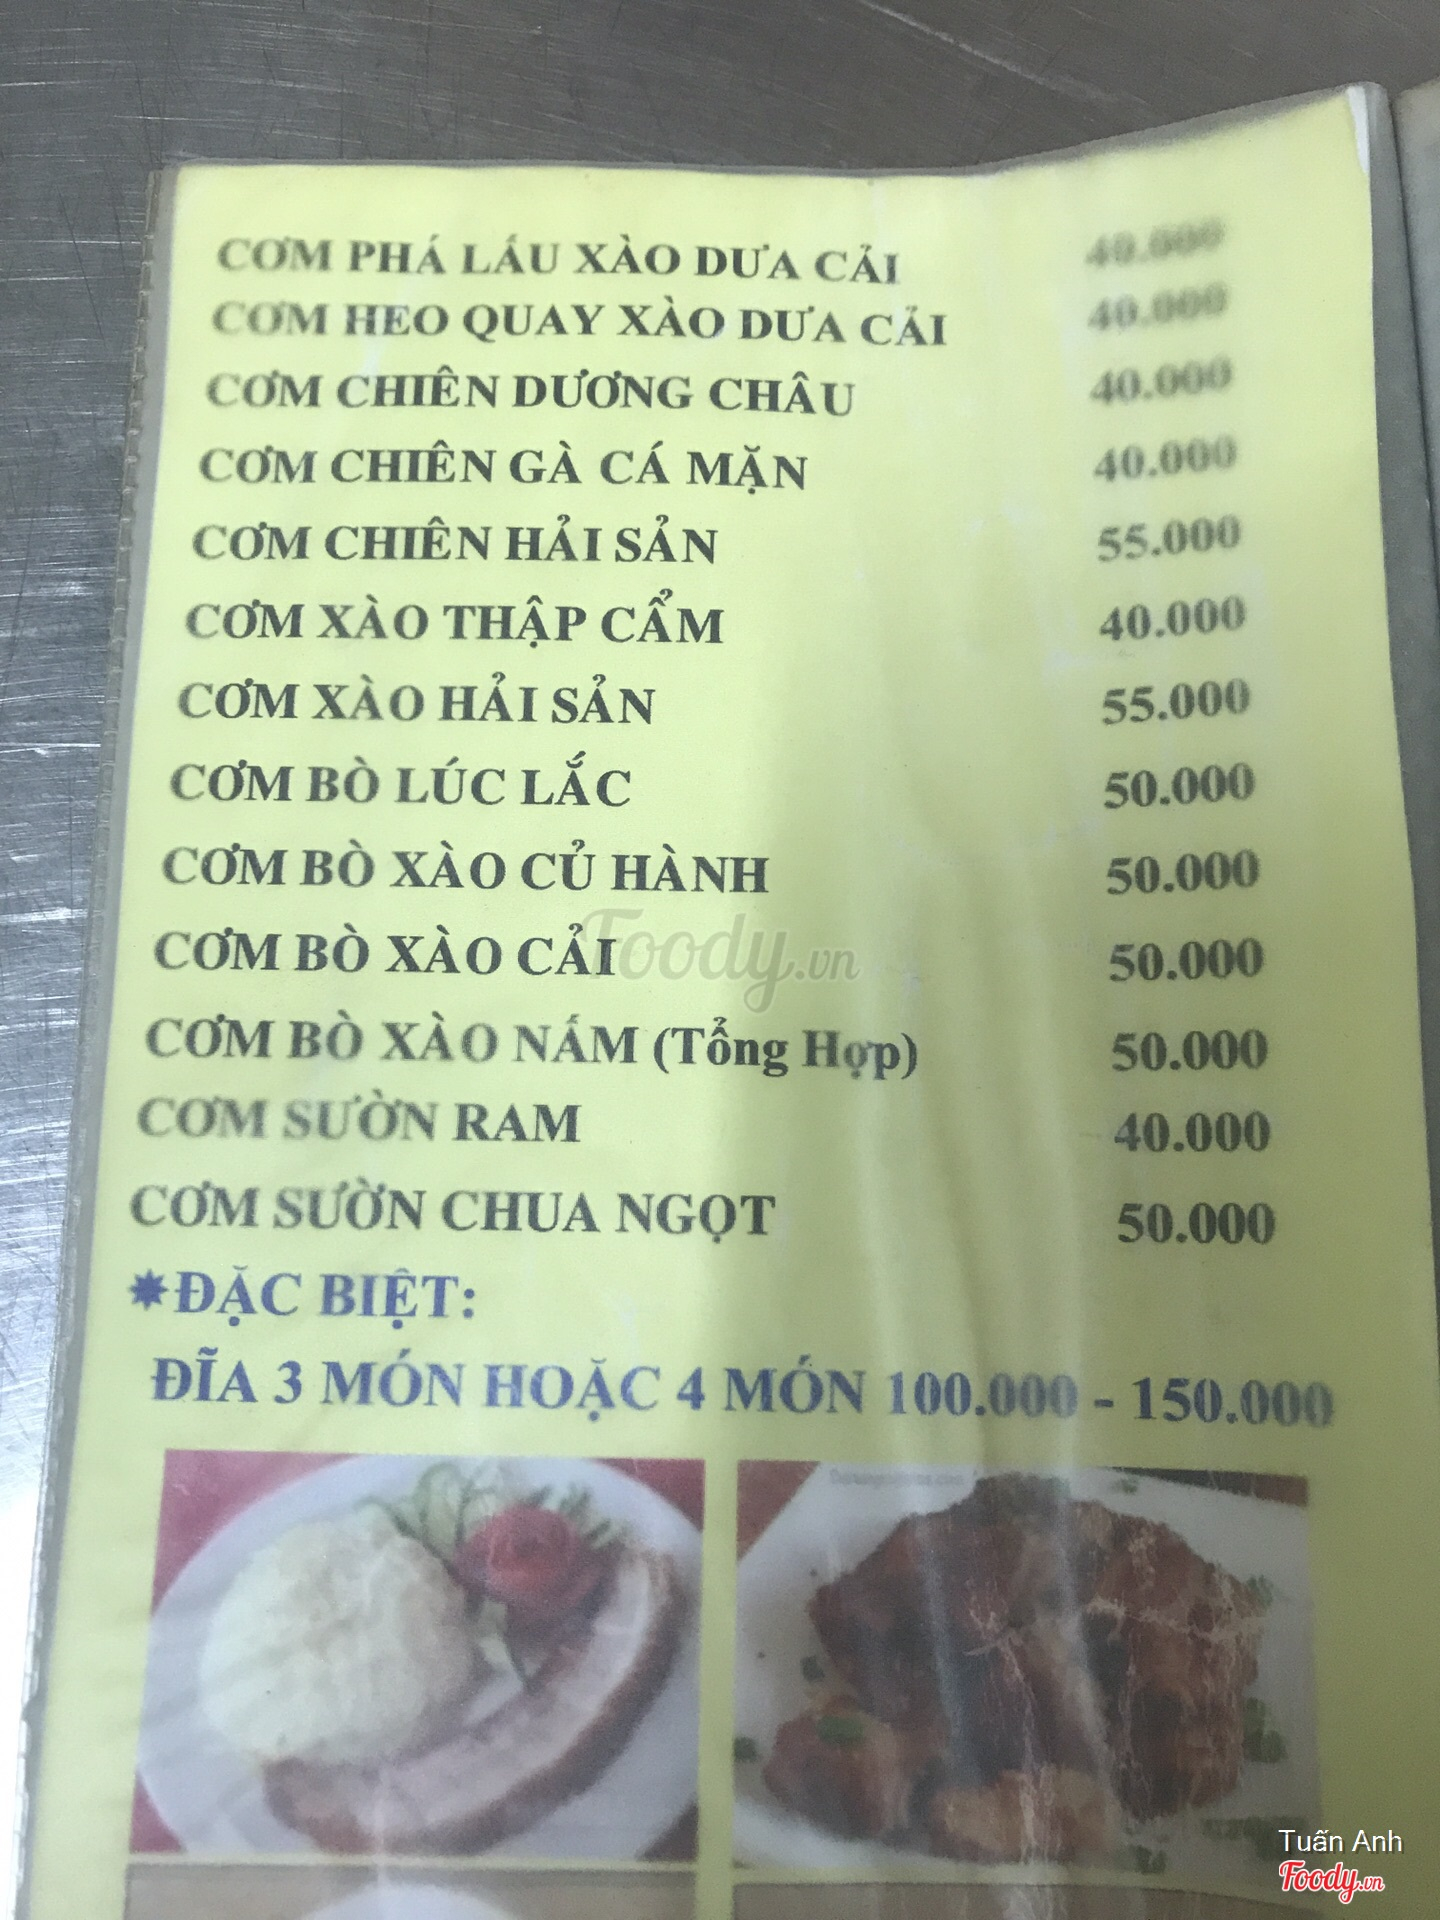 CƠM PHÁ LẤU XÀO DƯA CẢI 40.000
CƠM HEO QUAY XÀO DƯA CẢI 40.000
CƠM CHIÊN DƯƠNG CHÂU 40.000
CƠM CHIÊN GÀ CÁ MẶN 40.000
CƠM CHIÊN HẢI SẢN 55.000
CƠM XÀO THẬP CẨM 40.000
CƠM XÀO HẢI SẢN 55.000
CƠM BÒ LÚC LẮC 50.000
CƠM BÒ XÀO CỦ HÀNH 50.000
CƠM BÒ XÀO CẢI 50.000
Foody.vn
CƠM BÒ XÀO NẤM (Tổng Hợp) 50.000
CƠM SƯỜN RAM 40.000
CƠM SƯỜN CHUA NGỌT 50.000
✷ĐẶC BIỆT:
ĐĨA 3 MÓN HOẶC 4 MÓN 100.000 - 150.000
Tuấn Anh
Foody.vn